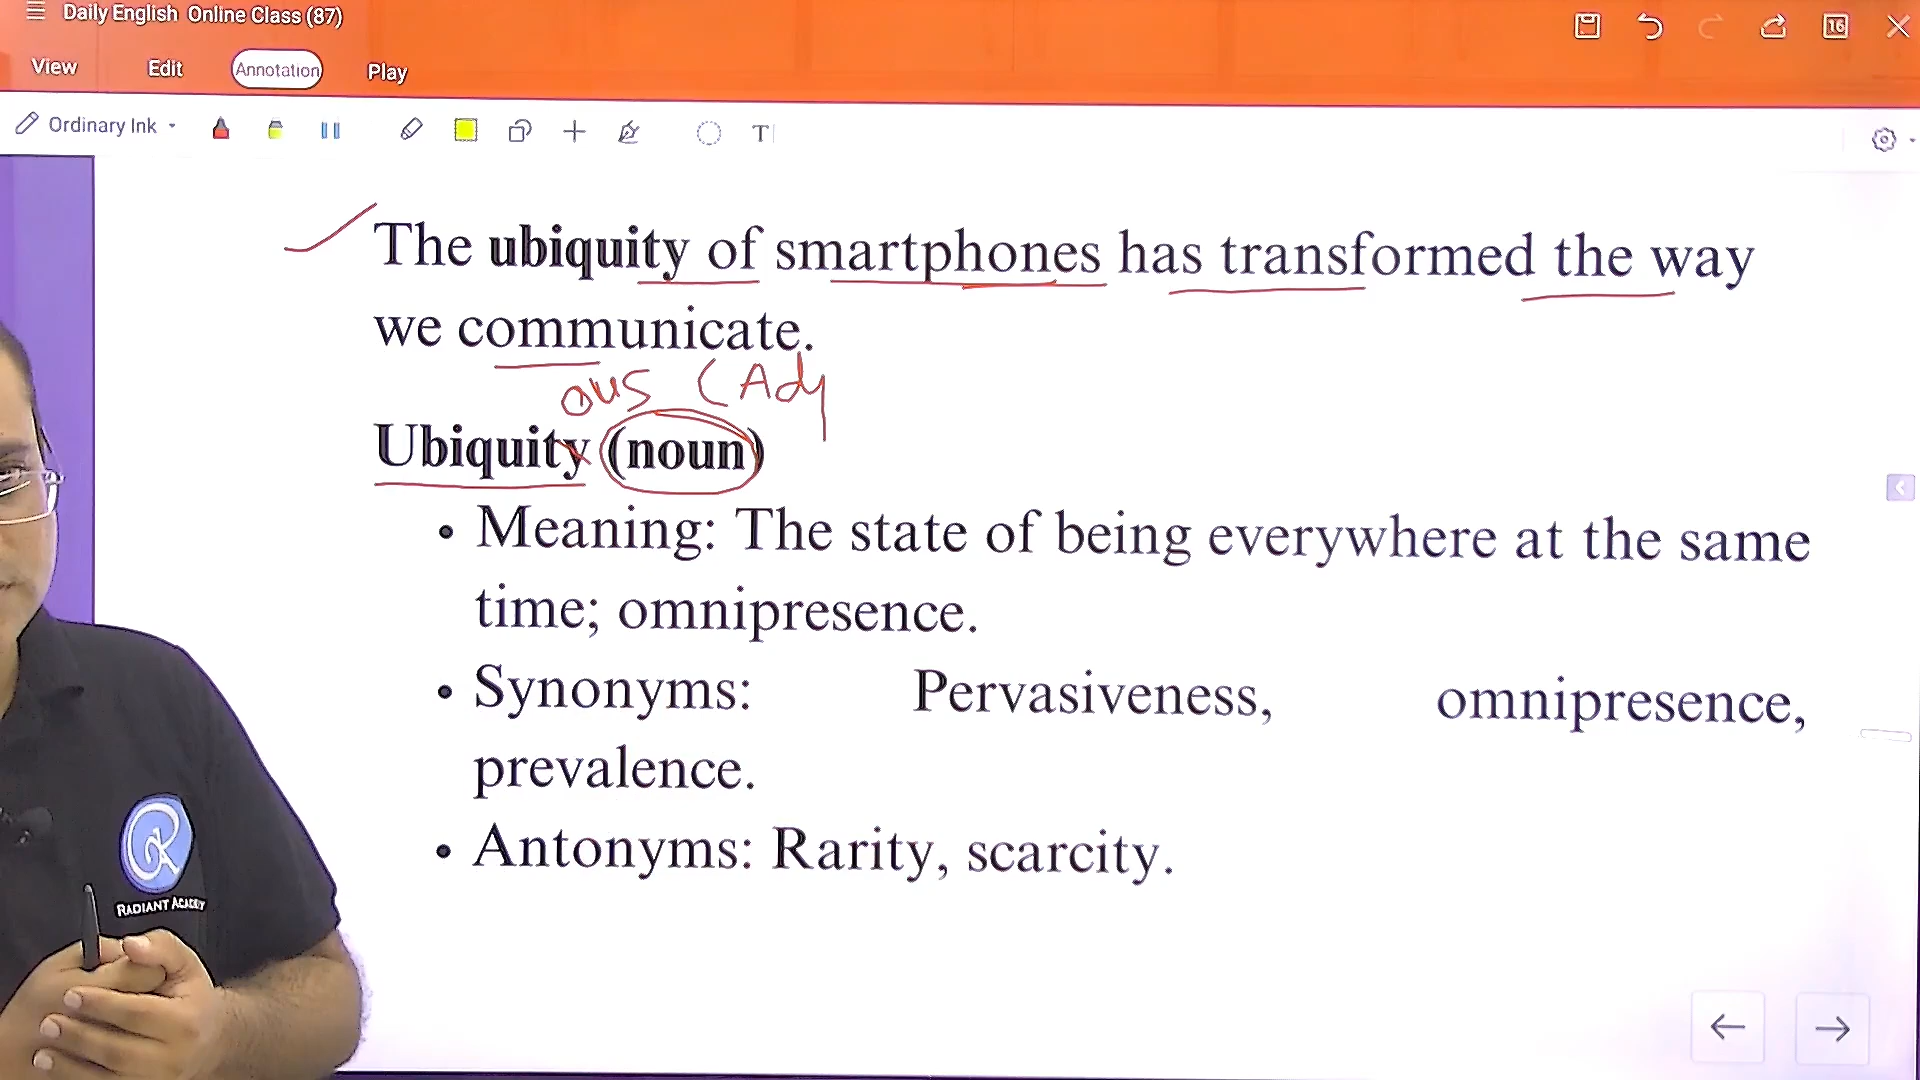 Daily English Online Class (87)
16
View Edit Annotation Play
Ordinary Ink T
The ubiquity of smartphones has transformed the way
we communicate.
ous (Adj
Ubiquity (noun)
• Meaning: The state of being everywhere at the same
time; omnipresence.
• Synonyms: Pervasiveness, omnipresence,
prevalence.
• Antonyms: Rarity, scarcity.
RADIANT